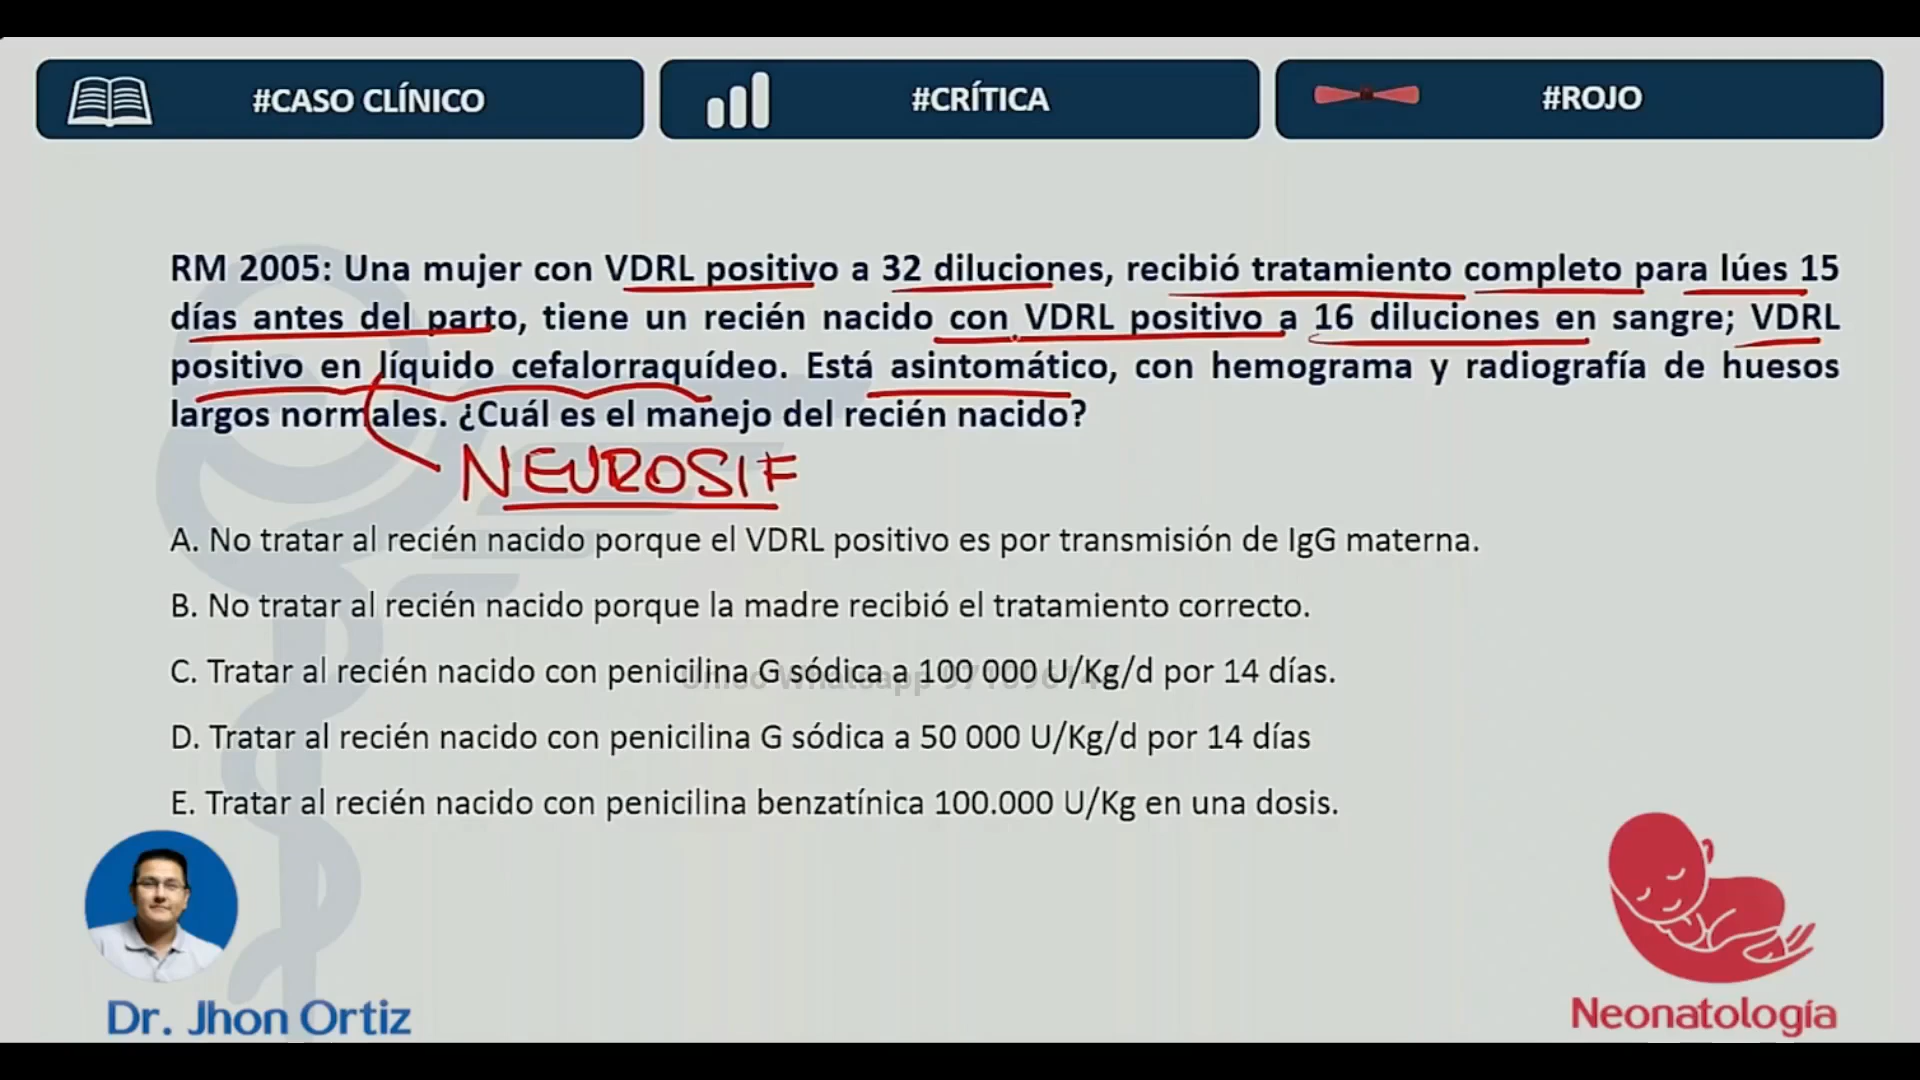 #CASO CLÍNICO
#CRÍTICA
#ROJO
RM 2005: Una mujer con VDRL positivo a 32 diluciones, recibió tratamiento completo para lúes 15
días antes del parto, tiene un recién nacido con VDRL positivo a 16 diluciones en sangre; VDRL
positivo en líquido cefalorraquídeo. Está asintomático, con hemograma y radiografía de huesos
largos normales. ¿Cuál es el manejo del recién nacido?
NEUROSIF
A. No tratar al recién nacido porque el VDRL positivo es por transmisión de IgG materna.
B. No tratar al recién nacido porque la madre recibió el tratamiento correcto.
C. Tratar al recién nacido con penicilina G sódica a 100 000 U/Kg/d por 14 días.
D. Tratar al recién nacido con penicilina G sódica a 50 000 U/Kg/d por 14 días
E. Tratar al recién nacido con penicilina benzatínica 100.000 U/Kg en una dosis.
Dr. Jhon Ortiz
Neonatología